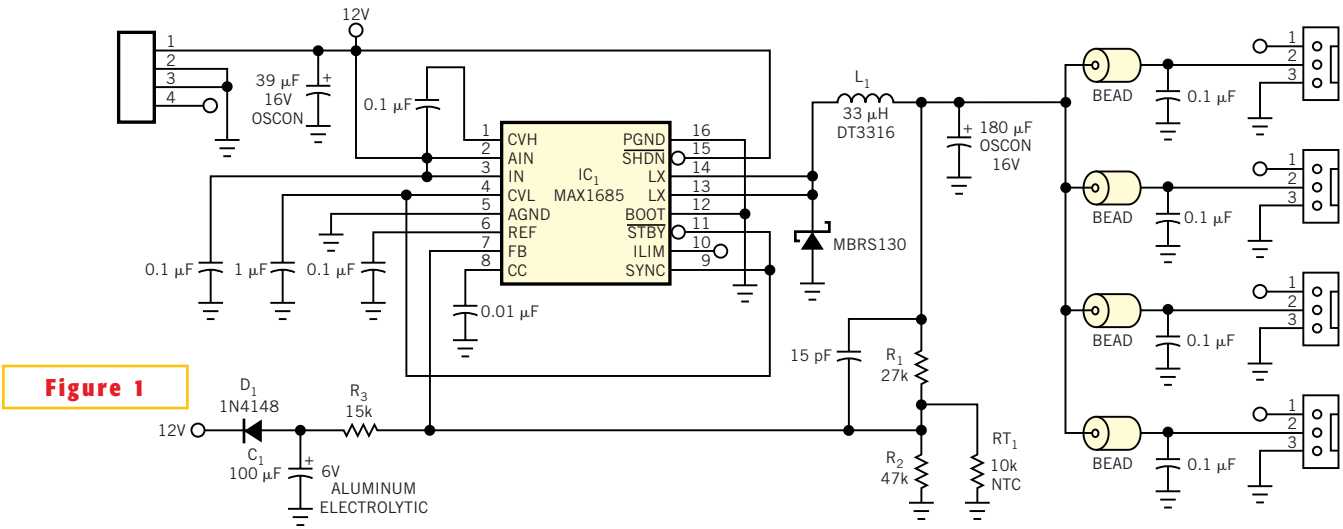 12V
1
2
3
4
39 µF
16V
OSCON
+
0.1 µF
1 CVH
2 AIN
3 IN
4 CVL
5 AGND
6 REF
7 FB
8 CC
IC1
MAX1685
PGND 16
SHDN 15
LX 14
LX 13
BOOT 12
STBY 11
ILIM 10
SYNC 9
0.1 µF
1 µF
0.1 µF
0.01 µF
L1
33 µH
DT3316
MBRS130
+ 180 µF
OSCON
16V
15 pF
R1
27k
R2
47k
RT1
10k
NTC
Figure 1
12V
D1
1N4148
C1
100 µF
+
6V
ALUMINUM
ELECTROLYTIC
R3
15k
BEAD
0.1 µF
1
2
3
BEAD
0.1 µF
1
2
3
BEAD
0.1 µF
1
2
3
BEAD
0.1 µF
1
2
3